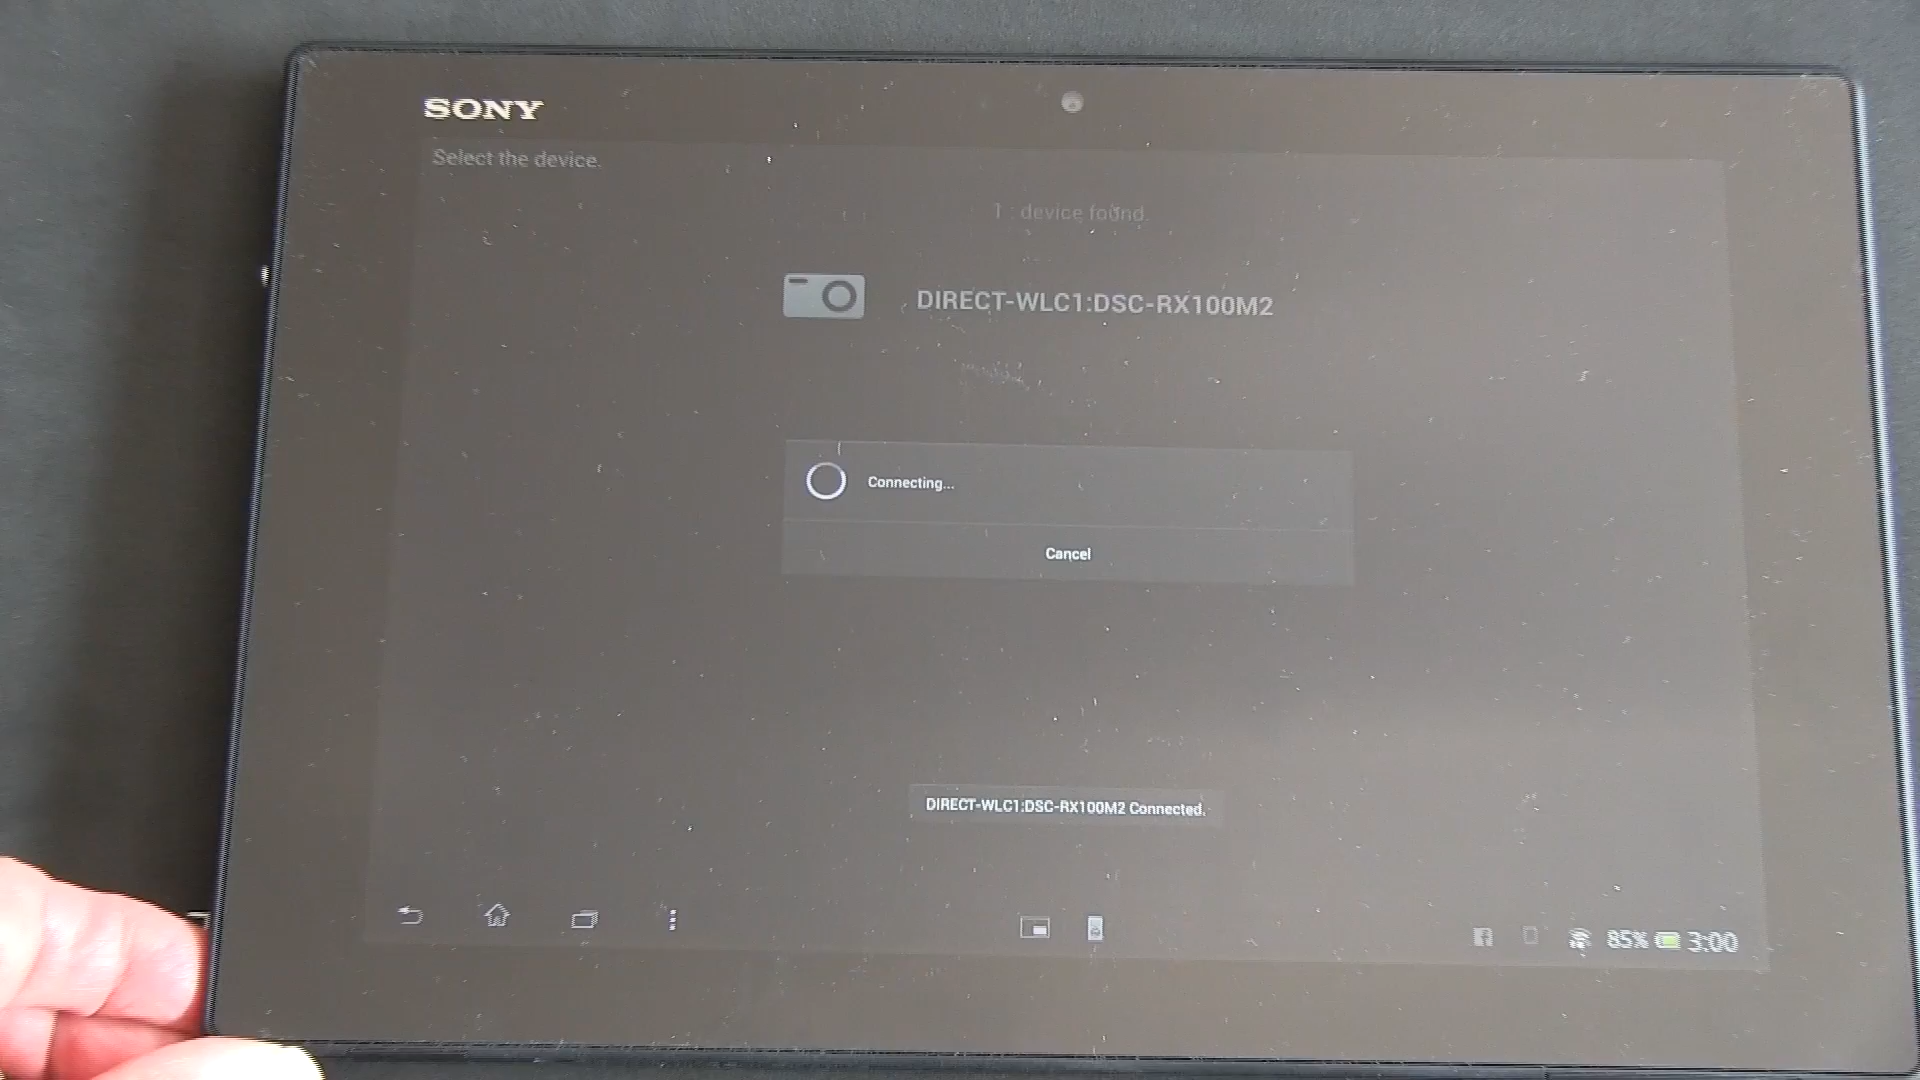 SONY
Select the device.
1 : device found.
DIRECT-WLC1:DSC-RX100M2
Connecting...
Cancel
DIRECT-WLC1:DSC-RX100M2 Connected.
85% 3:00